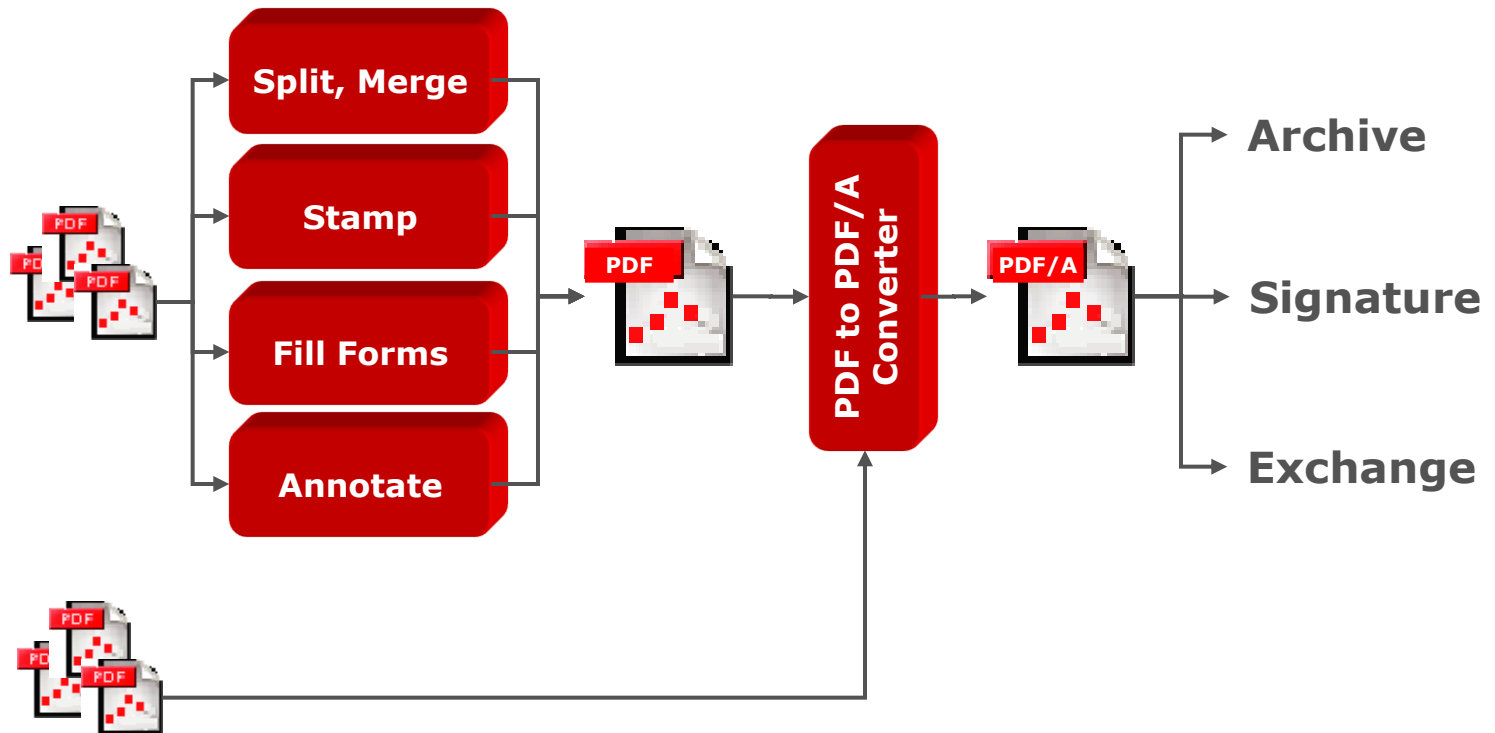 Split, Merge
Stamp
Fill Forms
Annotate
PDF
PDF
PDF
PDF
PDF to PDF/A
Converter
PDF/A
Archive
Signature
Exchange
PDF
PDF